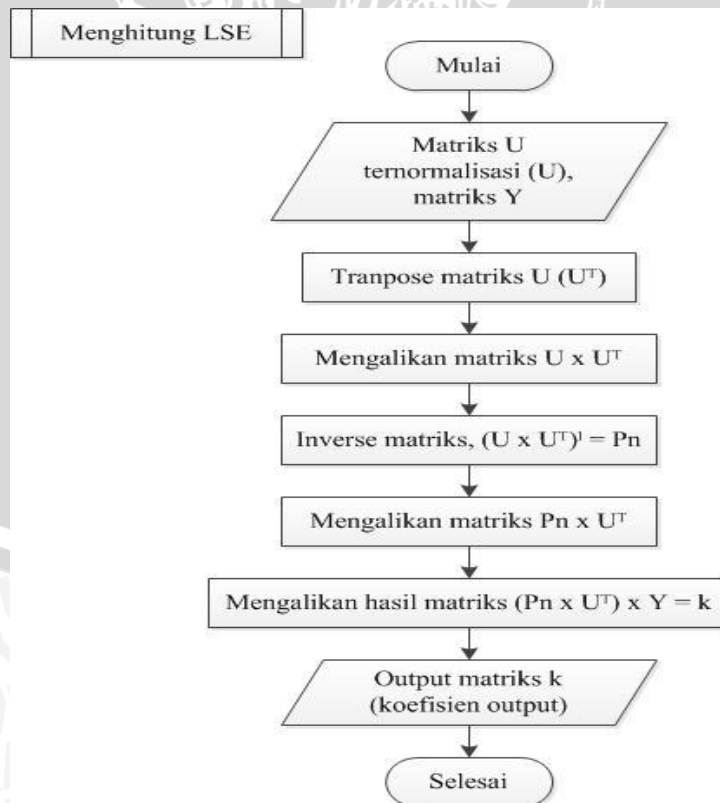 Menghitung LSE
Mulai
Matriks U
ternormalisasi (U),
matriks Y
Tranpose matriks U (Uᵀ)
Mengalikan matriks U x Uᵀ
Inverse matriks, (U x Uᵀ)ˡ = Pn
Mengalikan matriks Pn x Uᵀ
Mengalikan hasil matriks (Pn x Uᵀ) x Y = k
Output matriks k
(koefisien output)
Selesai